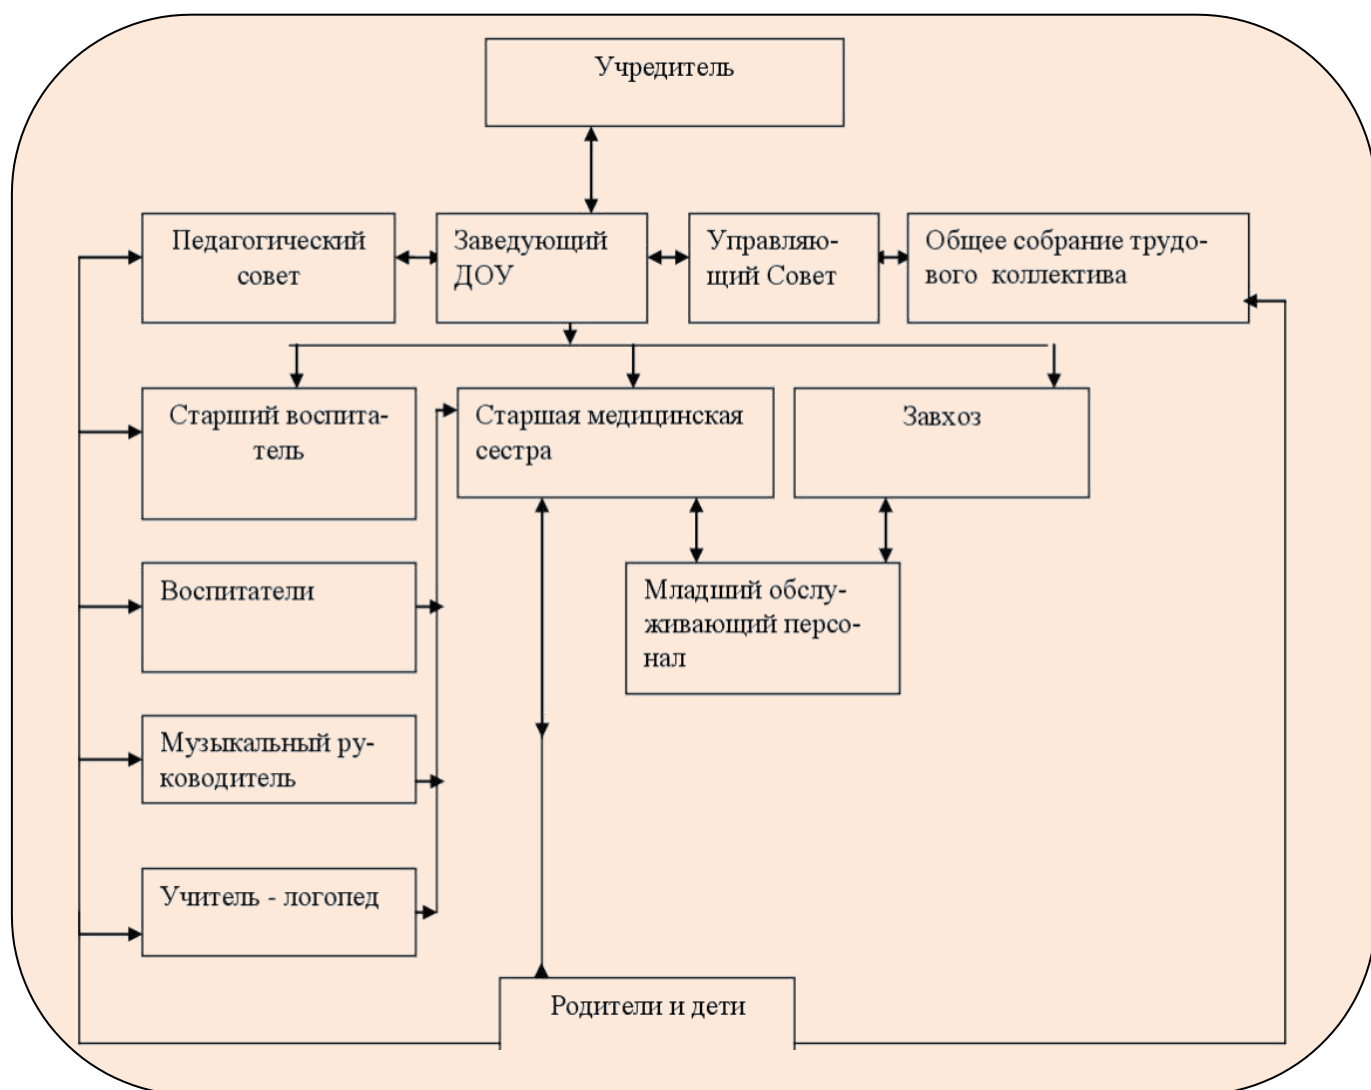 Учредитель
Педагогический
совет
Заведующий
ДОУ
Управляю-
щий Совет
Общее собрание трудо-
вого  коллектива
Старший воспита-
тель
Старшая медицинская
сестра
Завхоз
Воспитатели
Младший обслу-
живающий персо-
нал
Музыкальный ру-
ководитель
Учитель - логопед
Родители и дети